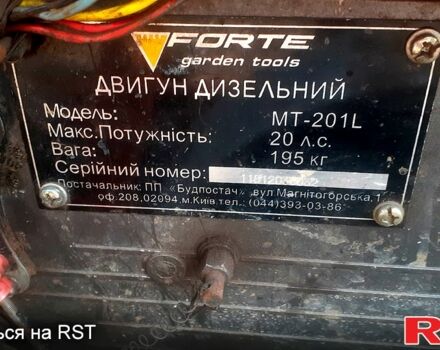 FORTE
garden tools
ДВИГУН ДИЗЕЛЬНИЙ
Модель: МТ-201L
Макс.Потужність: 20 л.с.
Вага: 195 кг
Серійний номер:
Постачальник: ПП «Будпостач» вул Магнітогорська,1
оф.208,02094 м.Київ тел.: (044)393-03-86
ься на RST
R